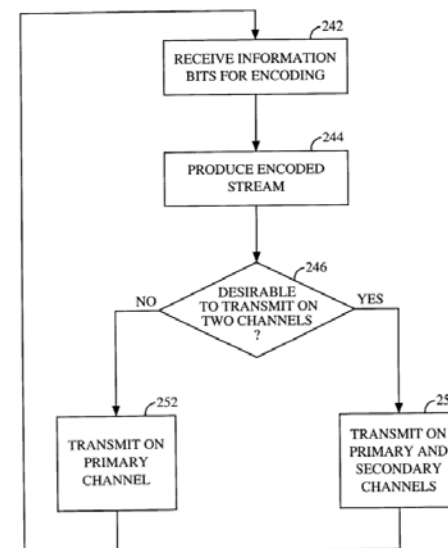 242
RECEIVE INFORMATION
BITS FOR ENCODING
244
PRODUCE ENCODED
STREAM
246
DESIRABLE
TO TRANSMIT ON
TWO CHANNELS
?
NO
YES
252
TRANSMIT ON
PRIMARY
CHANNEL
TRANSMIT ON
PRIMARY AND
SECONDARY
CHANNELS